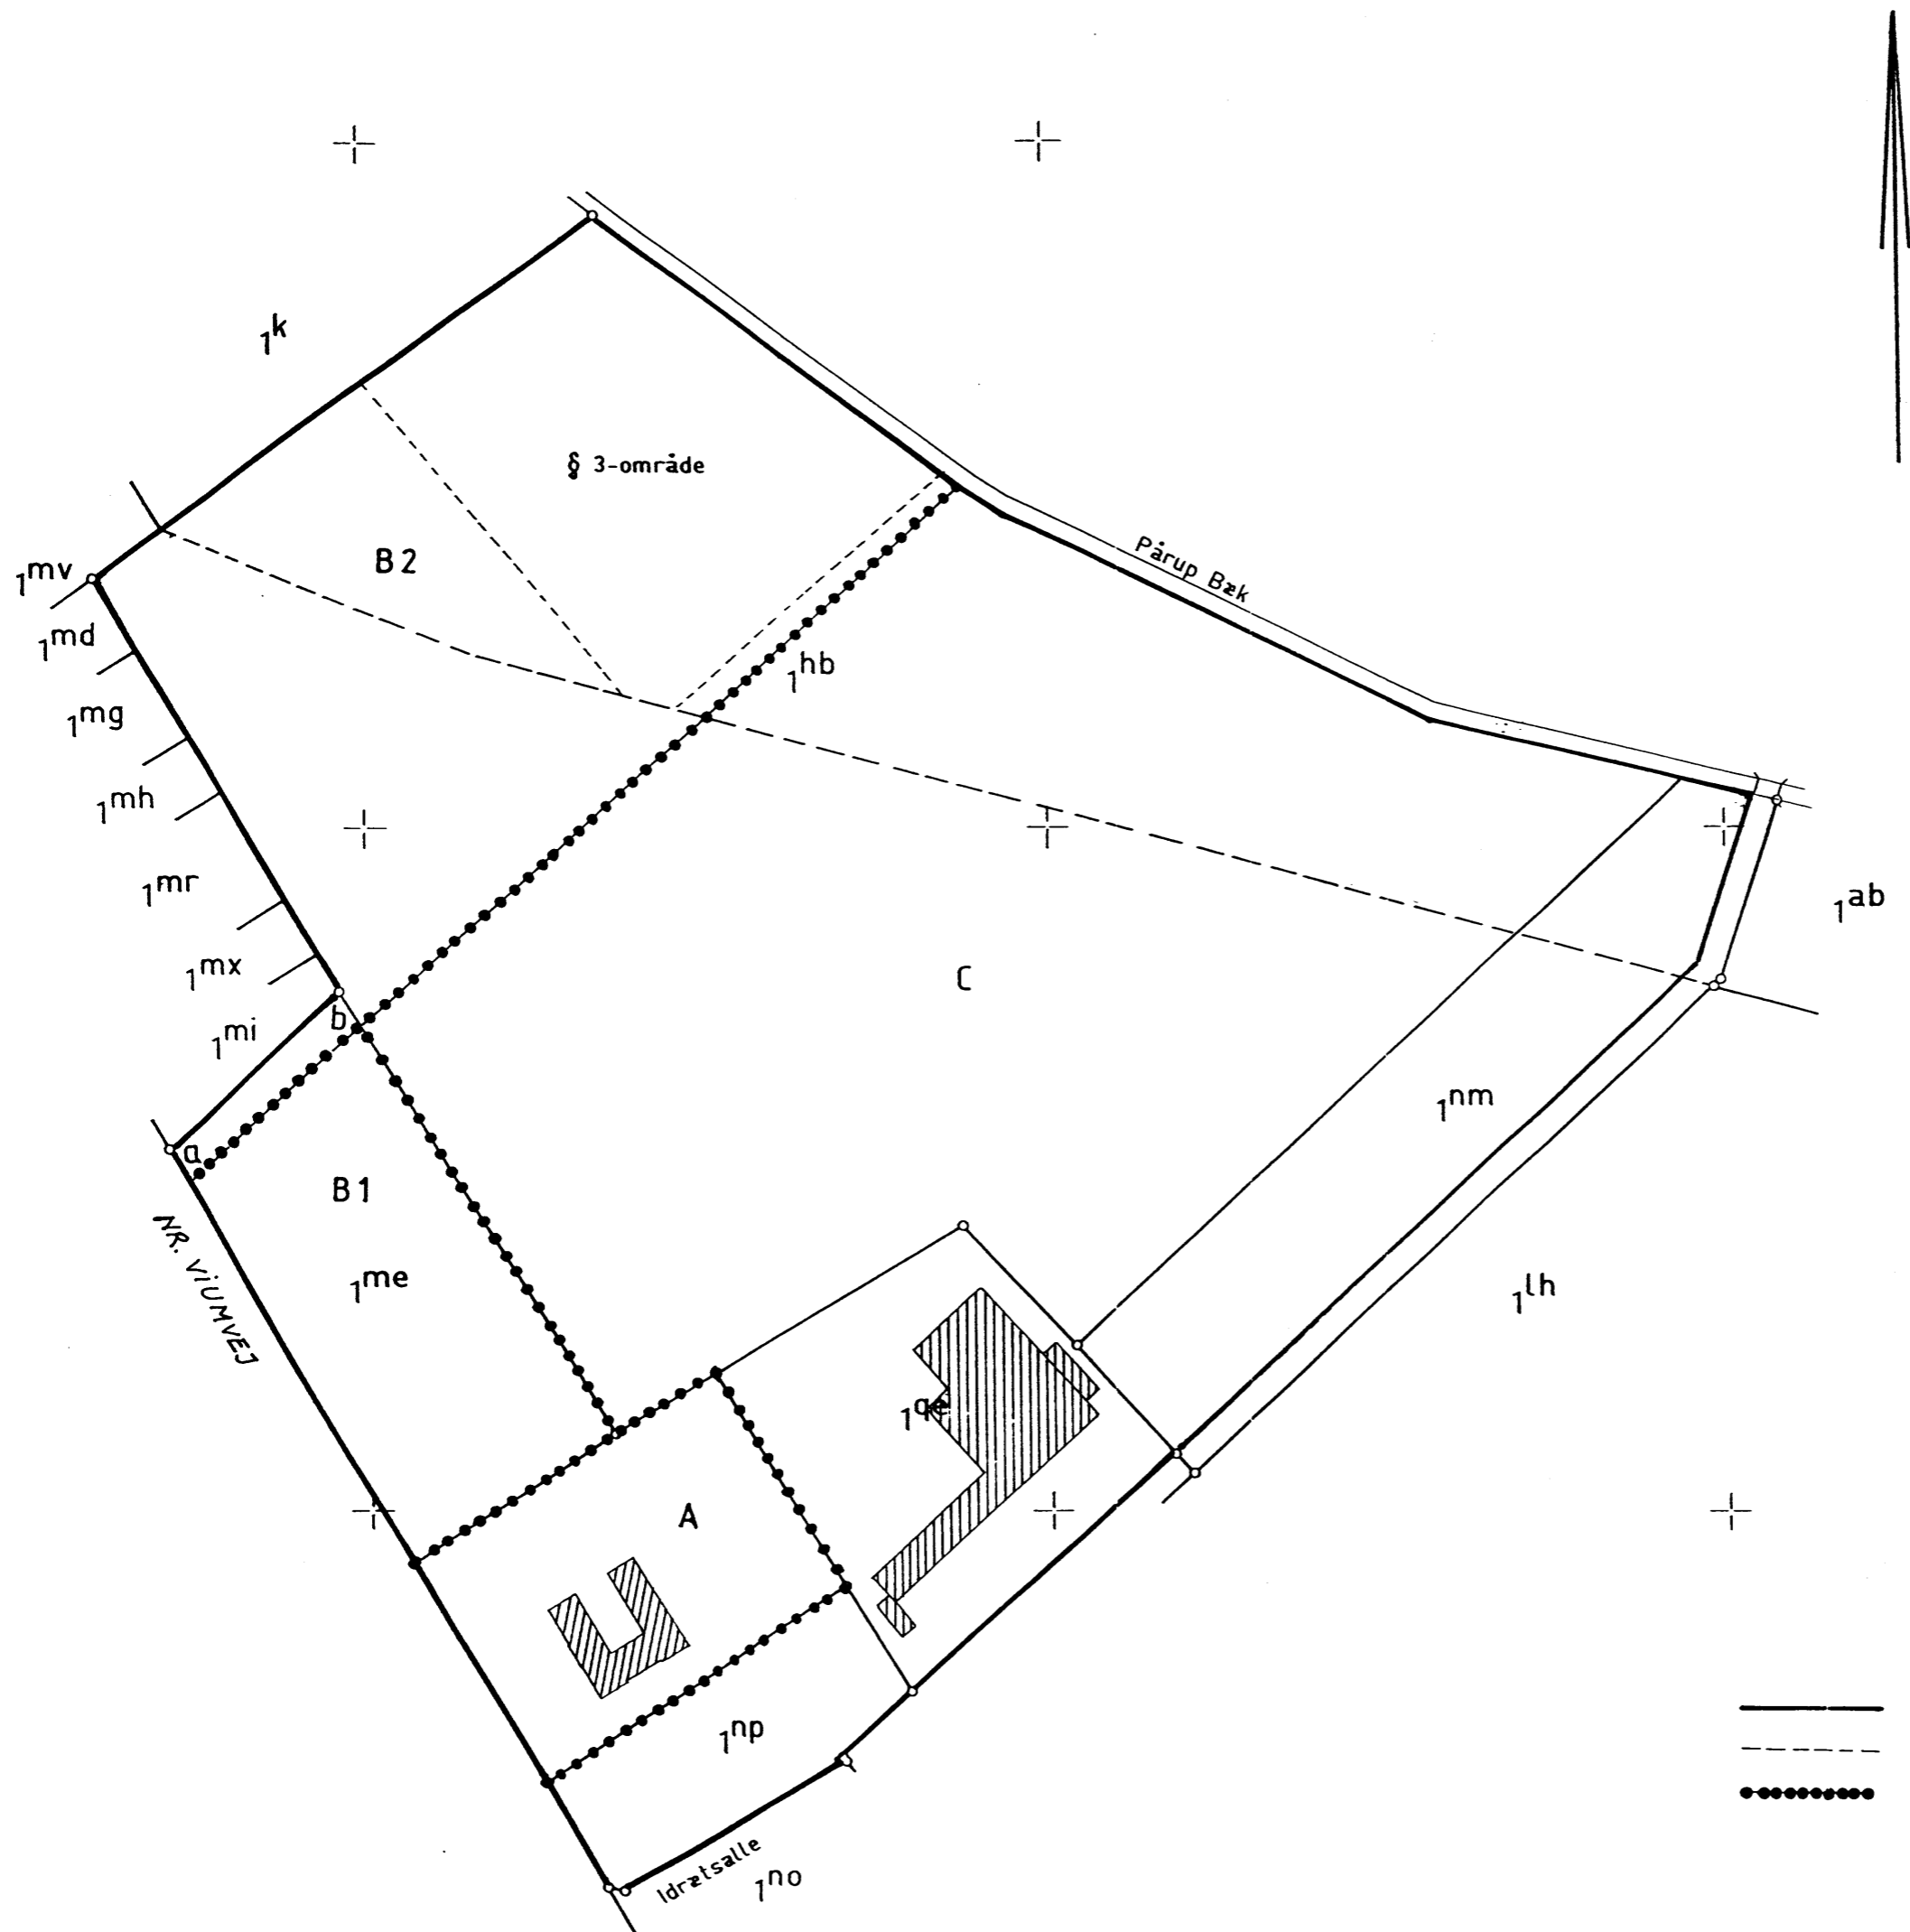 1k
§ 3-område
Pårup Bæk
B2
1mv
1md
1hb
1mg
1mh
1mr
1ab
1mx
C
b
1mi
1nm
a
B1
NR. VIUMVEJ
1me
1lh
A
1np
Idrætsalle
1no